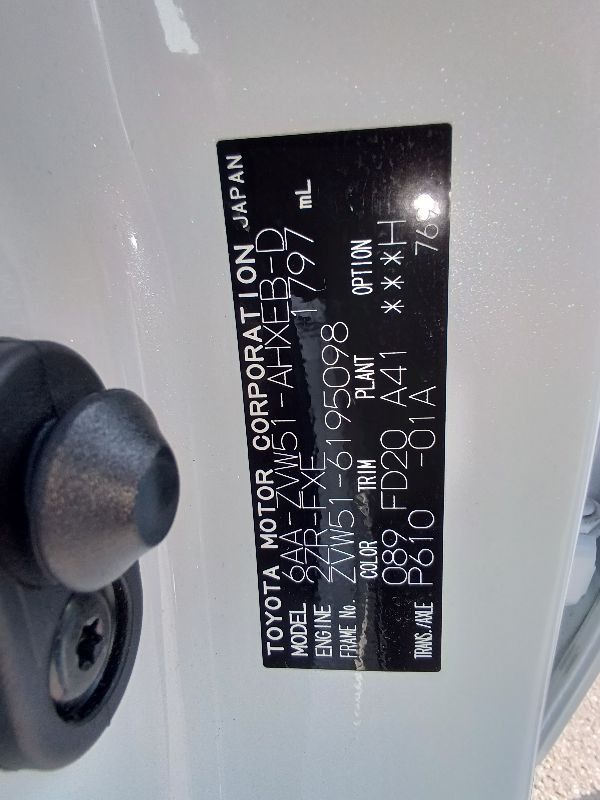 TOYOTA MOTOR CORPORATION JAPAN
MODEL 6AA-ZVW51-AHXEB-D
ENGINE 2ZR-FXE 1797 mL
FRAME No. ZVW51-6195098
COLOR TRIM PLANT OPTION
089 FD20 A41 ***H
TRANS./AXLE P610 -01A